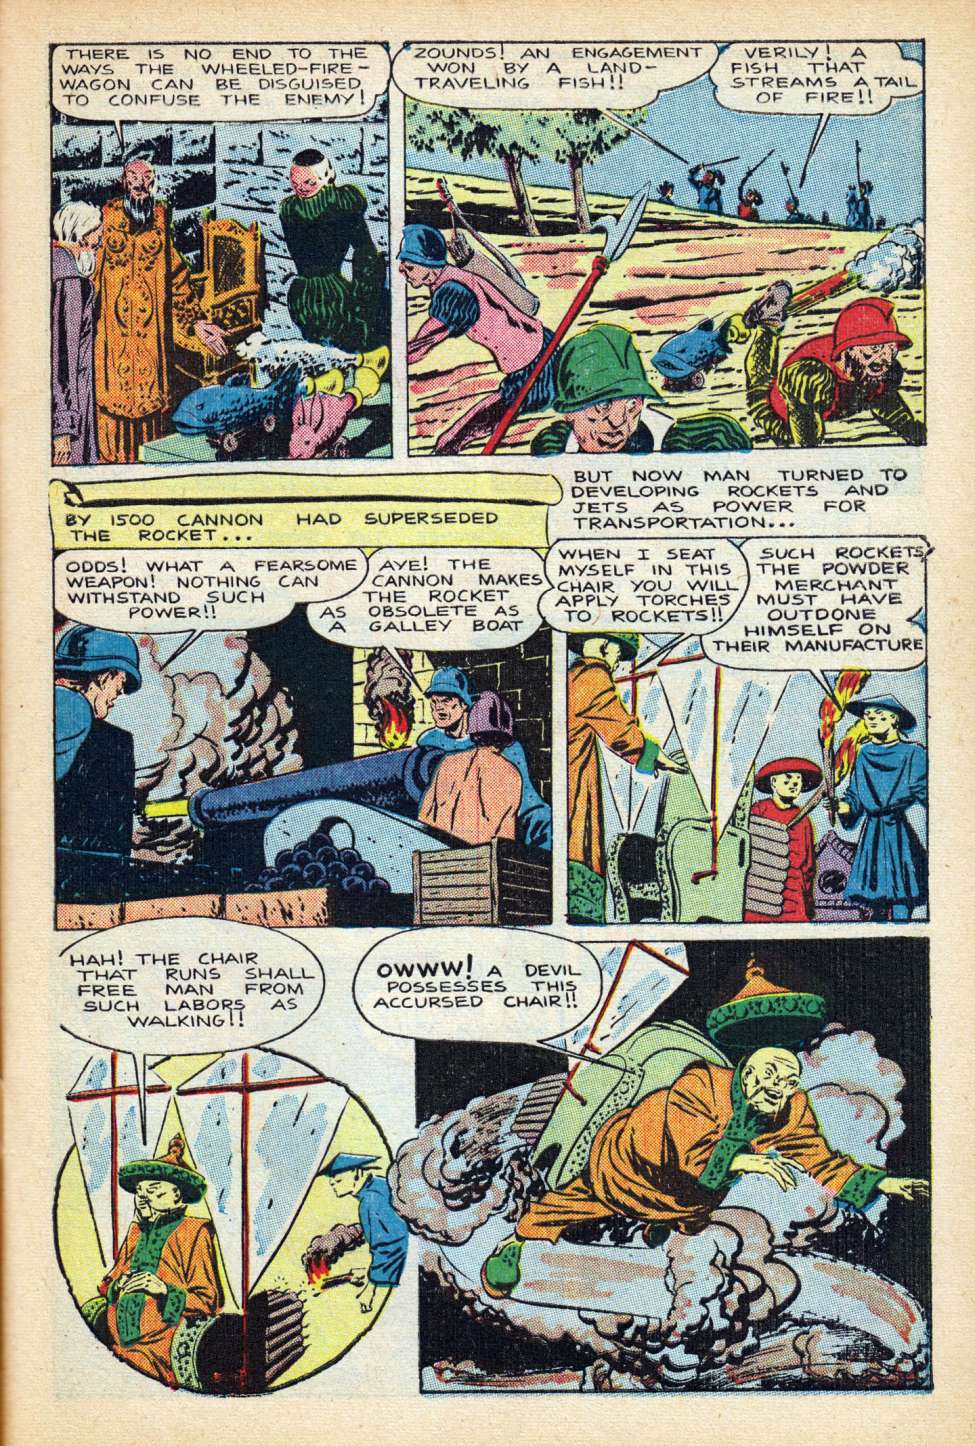 THERE IS NO END TO THE
WAYS THE WHEELED-FIRE-
WAGON CAN BE DISGUISED
TO CONFUSE THE ENEMY!
ZOUNDS! AN ENGAGEMENT
WON BY A LAND-
TRAVELING FISH!!
VERILY! A
FISH THAT
STREAMS A TAIL
OF FIRE!!
BY 1500 CANNON HAD SUPERSEDED
THE ROCKET...
ODDS! WHAT A FEARSOME
WEAPON! NOTHING CAN
WITHSTAND SUCH
POWER!!
AYE! THE
CANNON MAKES
THE ROCKET
AS OBSOLETE AS
A GALLEY BOAT
BUT NOW MAN TURNED TO
DEVELOPING ROCKETS AND
JETS AS POWER FOR
TRANSPORTATION...
WHEN I SEAT
MYSELF IN THIS
CHAIR YOU WILL
APPLY TORCHES
TO ROCKETS!!
SUCH ROCKETS!
THE POWDER
MERCHANT
MUST HAVE
OUTDONE
HIMSELF ON
THEIR MANUFACTURE
HAH! THE CHAIR
THAT RUNS SHALL
FREE MAN FROM
SUCH LABORS AS
WALKING!!
OWWW! A DEVIL
POSSESSES THIS
ACCURSED CHAIR!!